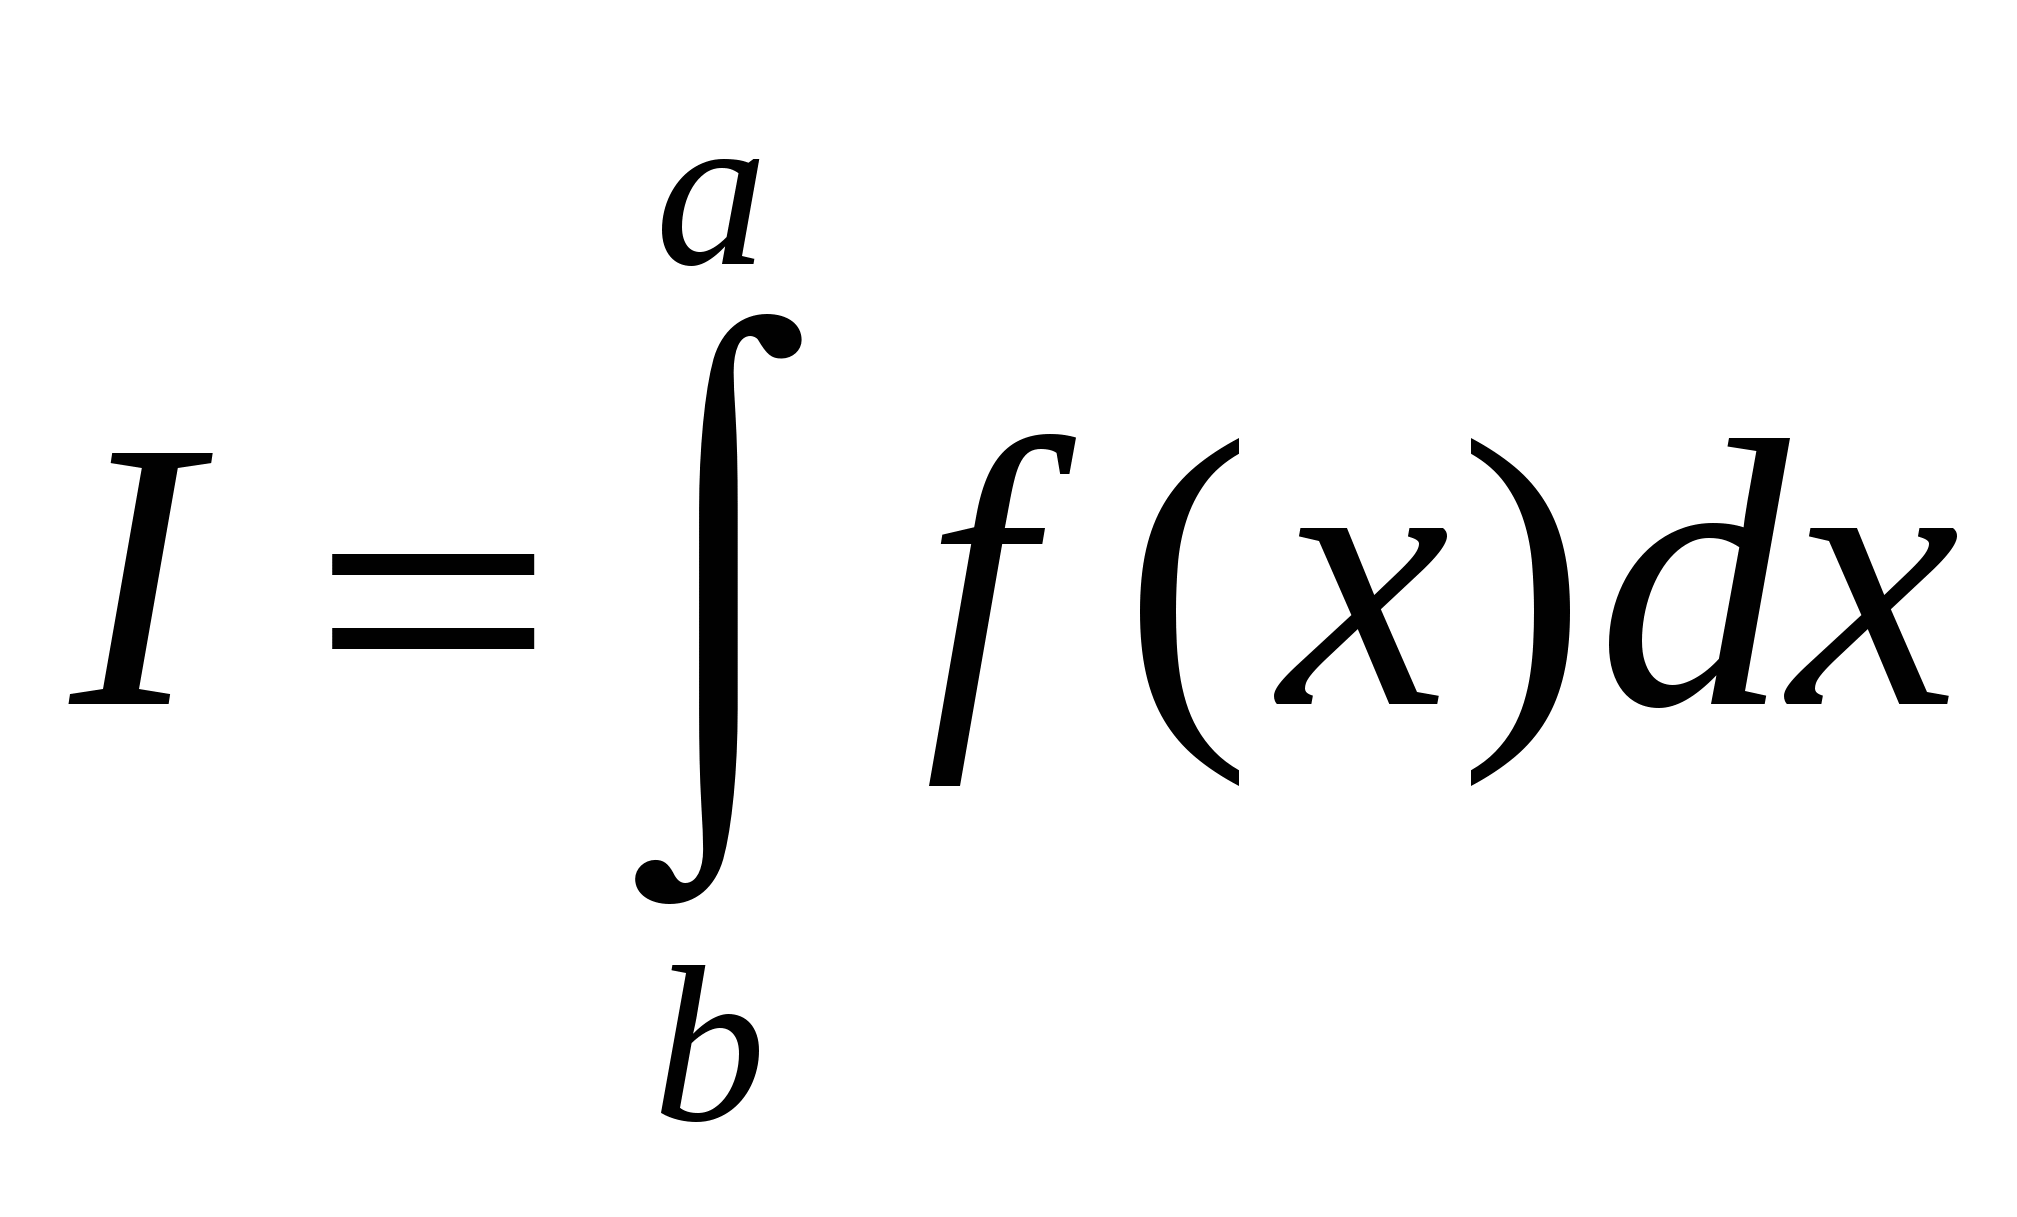 a
I = ∫ f (x)dx
b